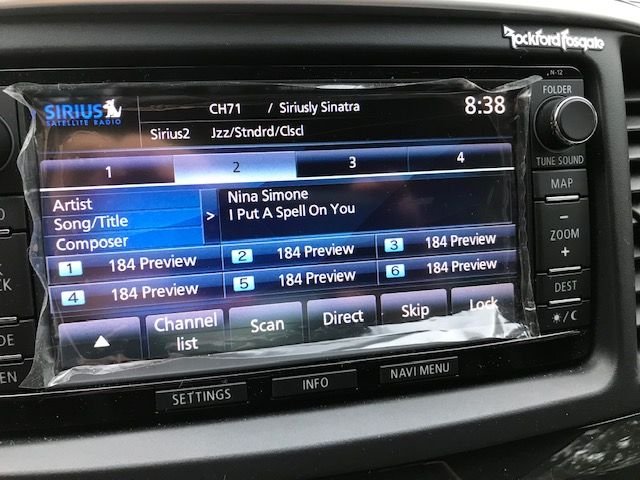 Rockford Fosgate
N-12
FOLDER
SIRIUS
SATELLITE RADIO
CH71 / Siriusly Sinatra
8:38
Sirius2 Jzz/Stndrd/Clscl
TUNE SOUND
1 2 3 4
MAP
Artist
Song/Title
Composer
>
Nina Simone
I Put A Spell On You
−
ZOOM
+
1 184 Preview
2 184 Preview
3 184 Preview
4 184 Preview
5 184 Preview
6 184 Preview
DEST
▲
Channel
list
Scan
Direct
Skip
Lock
SETTINGS
INFO
NAVI MENU